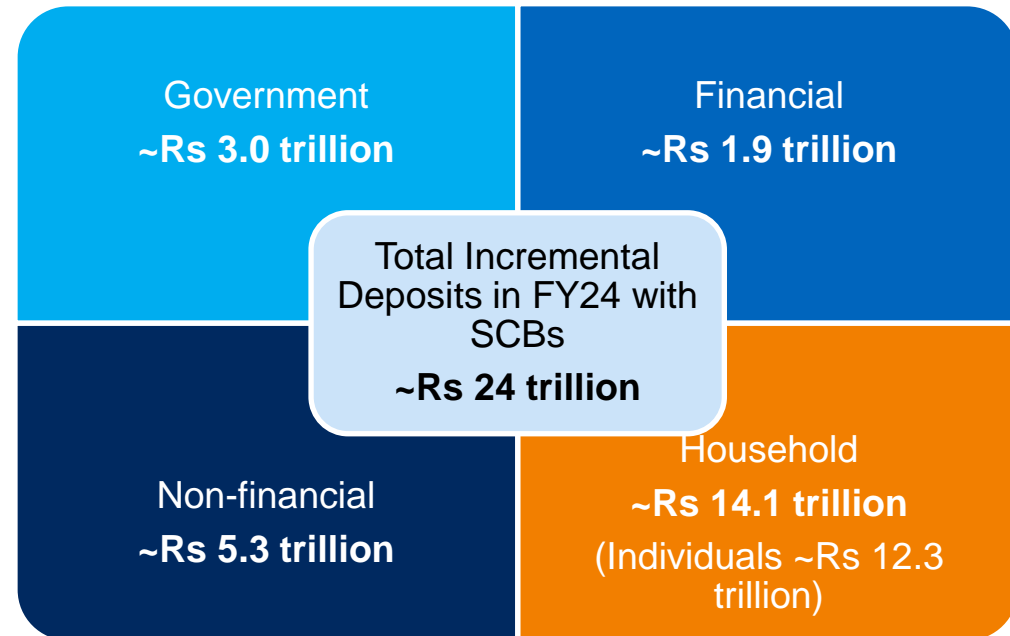 Government
~Rs 3.0 trillion
Financial
~Rs 1.9 trillion
Total Incremental
Deposits in FY24 with
SCBs
~Rs 24 trillion
Non-financial
~Rs 5.3 trillion
Household
~Rs 14.1 trillion
(Individuals ~Rs 12.3
trillion)